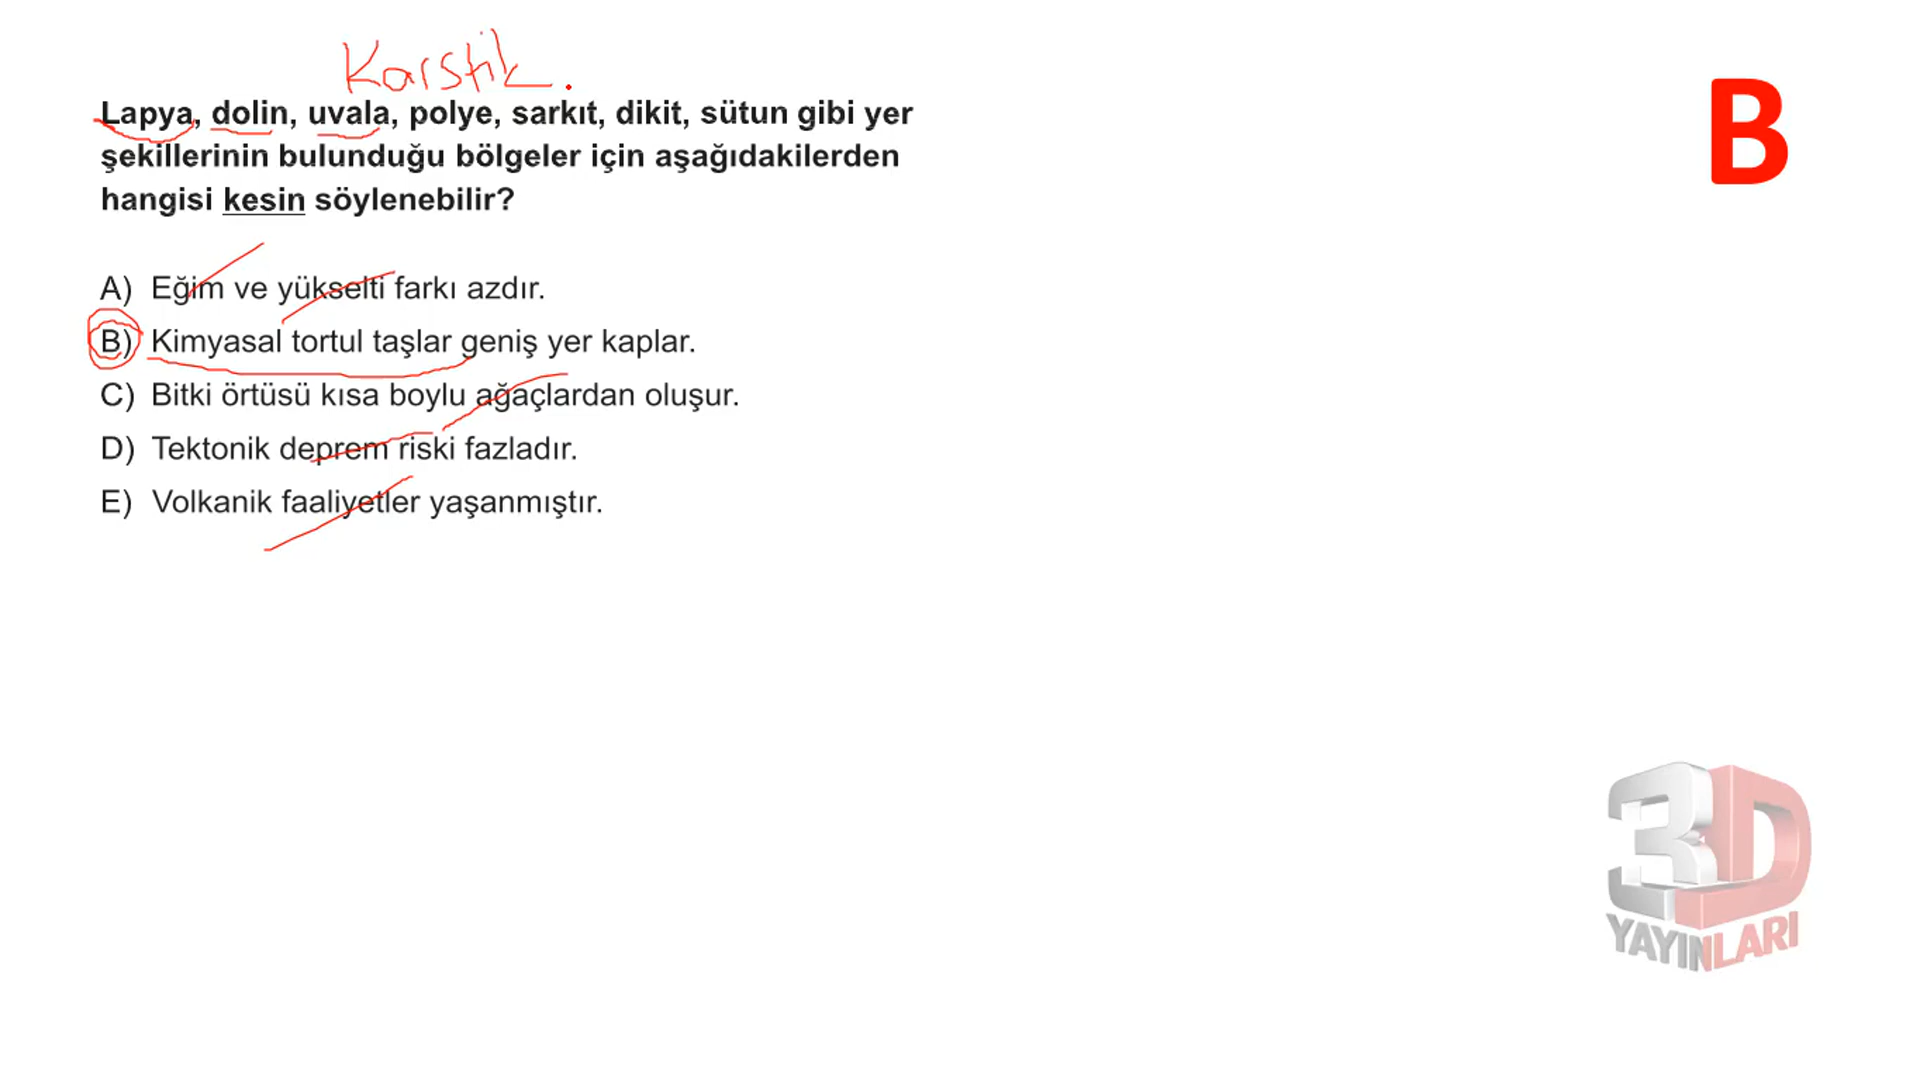 Karstik.
B
Lapya, dolin, uvala, polye, sarkıt, dikit, sütun gibi yer
şekillerinin bulunduğu bölgeler için aşağıdakilerden
hangisi kesin söylenebilir?
A) Eğim ve yükselti farkı azdır.
B) Kimyasal tortul taşlar geniş yer kaplar.
C) Bitki örtüsü kısa boylu ağaçlardan oluşur.
D) Tektonik deprem riski fazladır.
E) Volkanik faaliyetler yaşanmıştır.
3D
YAYINLARI